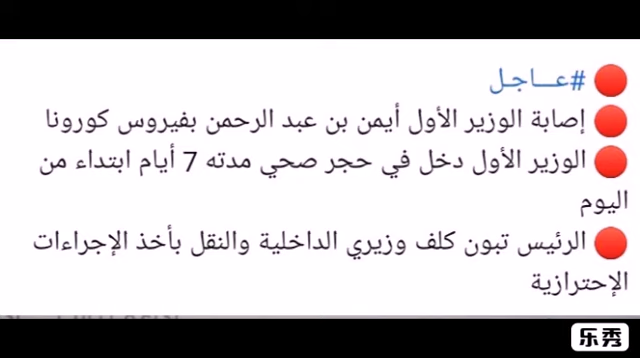 🔴 #عـــاجـل
🔴 إصابة الوزير الأول أيمن بن عبد الرحمن بفيروس كورونا
🔴 الوزير الأول دخل في حجر صحي مدته 7 أيام ابتداء من
اليوم
🔴 الرئيس تبون كلف وزيري الداخلية والنقل بأخذ الإجراءات
الإحترازية
乐秀